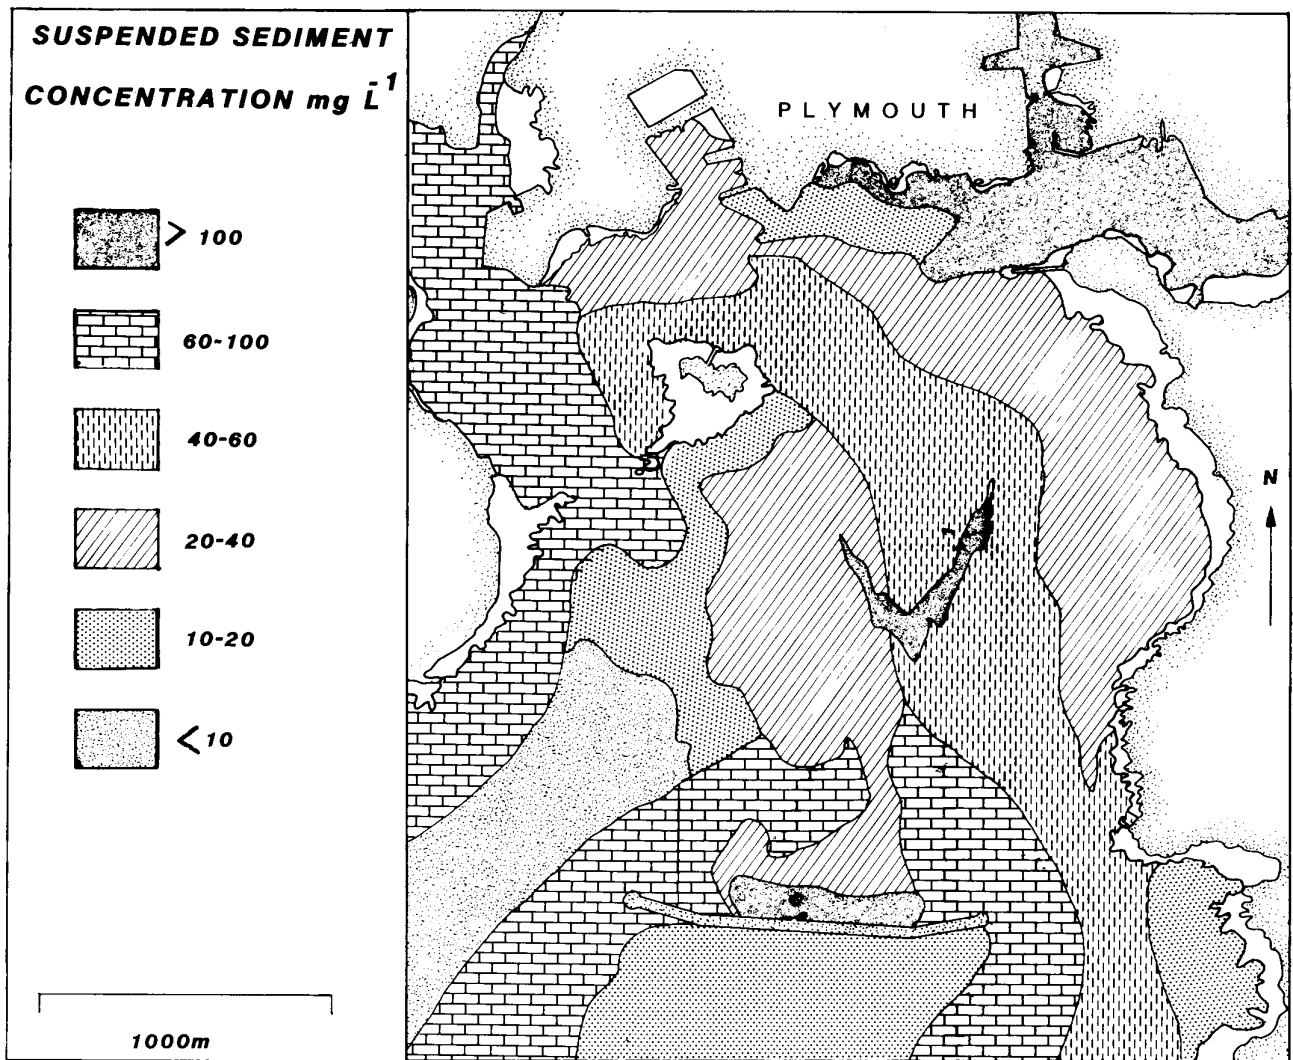 SUSPENDED SEDIMENT
CONCENTRATION mg L̄¹
> 100
60-100
40-60
20-40
10-20
< 10
1000m
PLYMOUTH
N